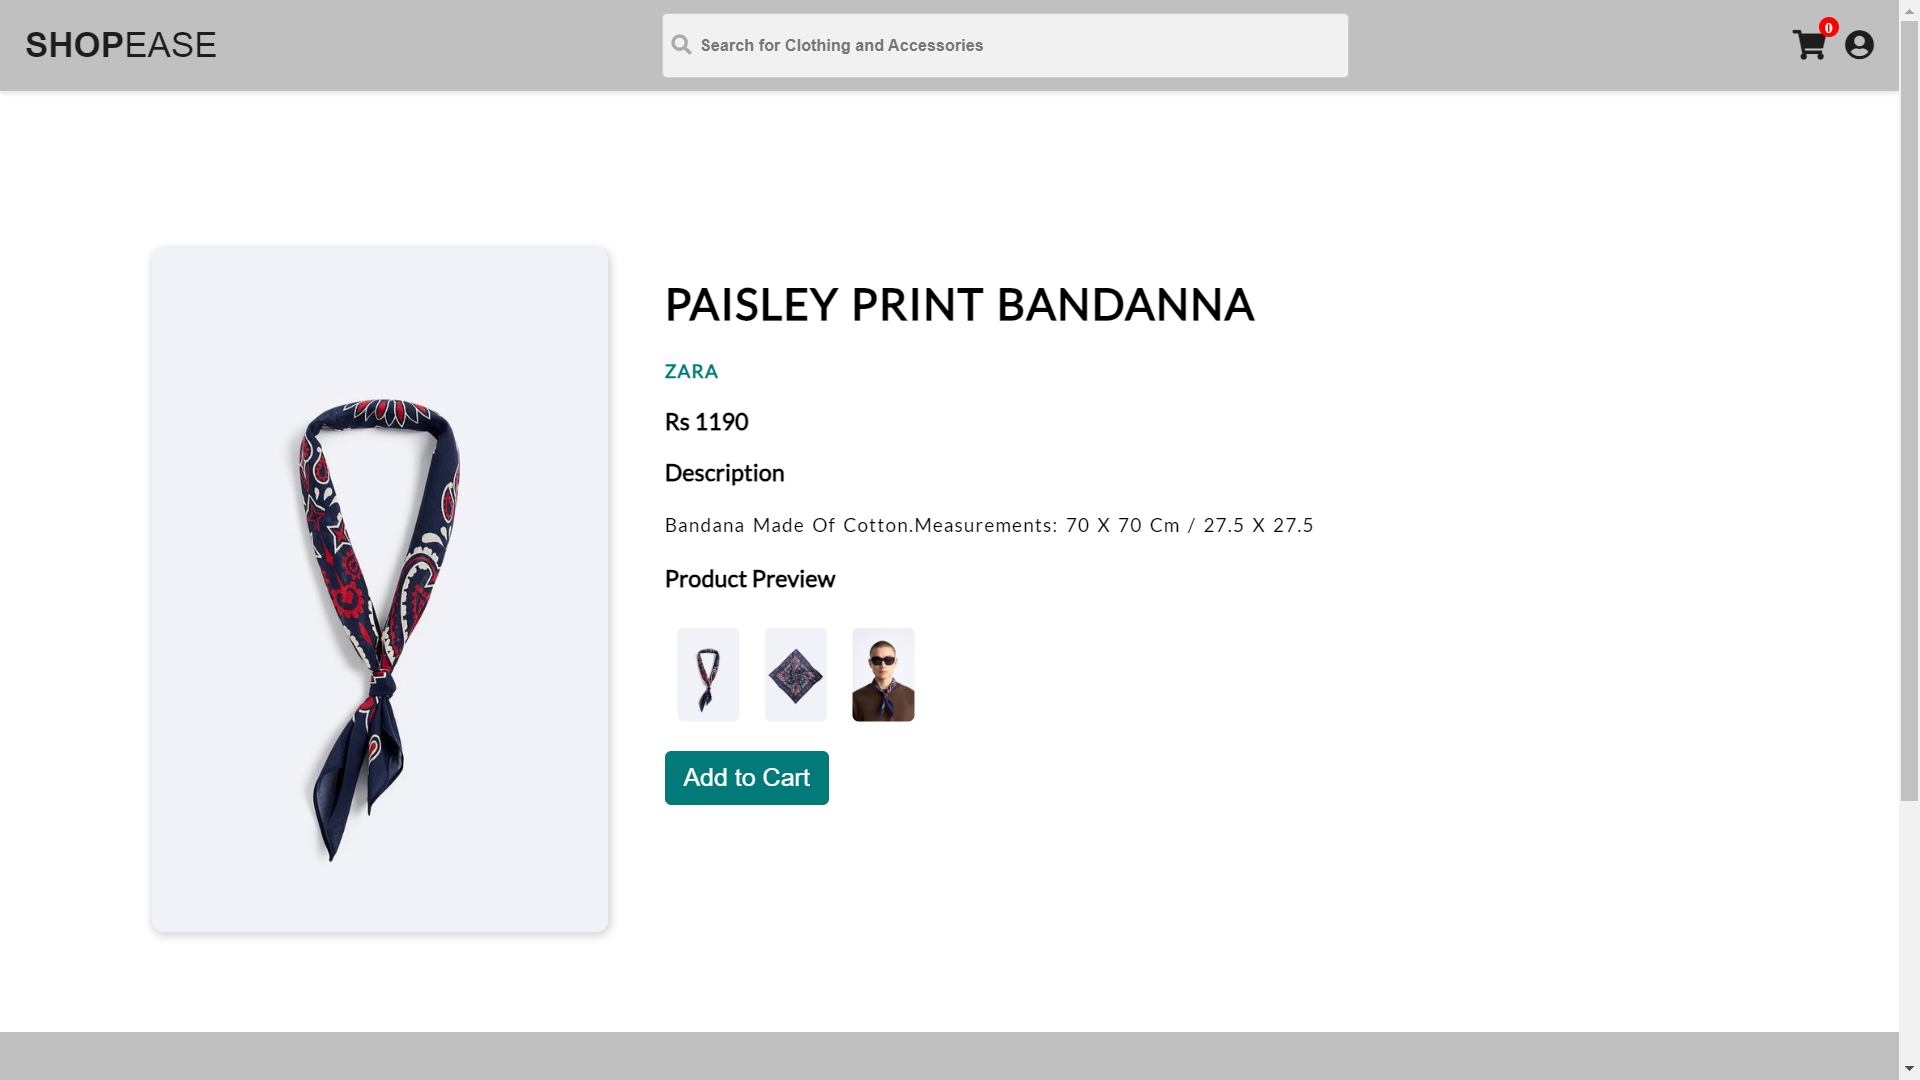 SHOPEASE
Search for Clothing and Accessories
0
PAISLEY PRINT BANDANNA
ZARA
Rs 1190
Description
Bandana Made Of Cotton.Measurements: 70 X 70 Cm / 27.5 X 27.5
Product Preview
Add to Cart